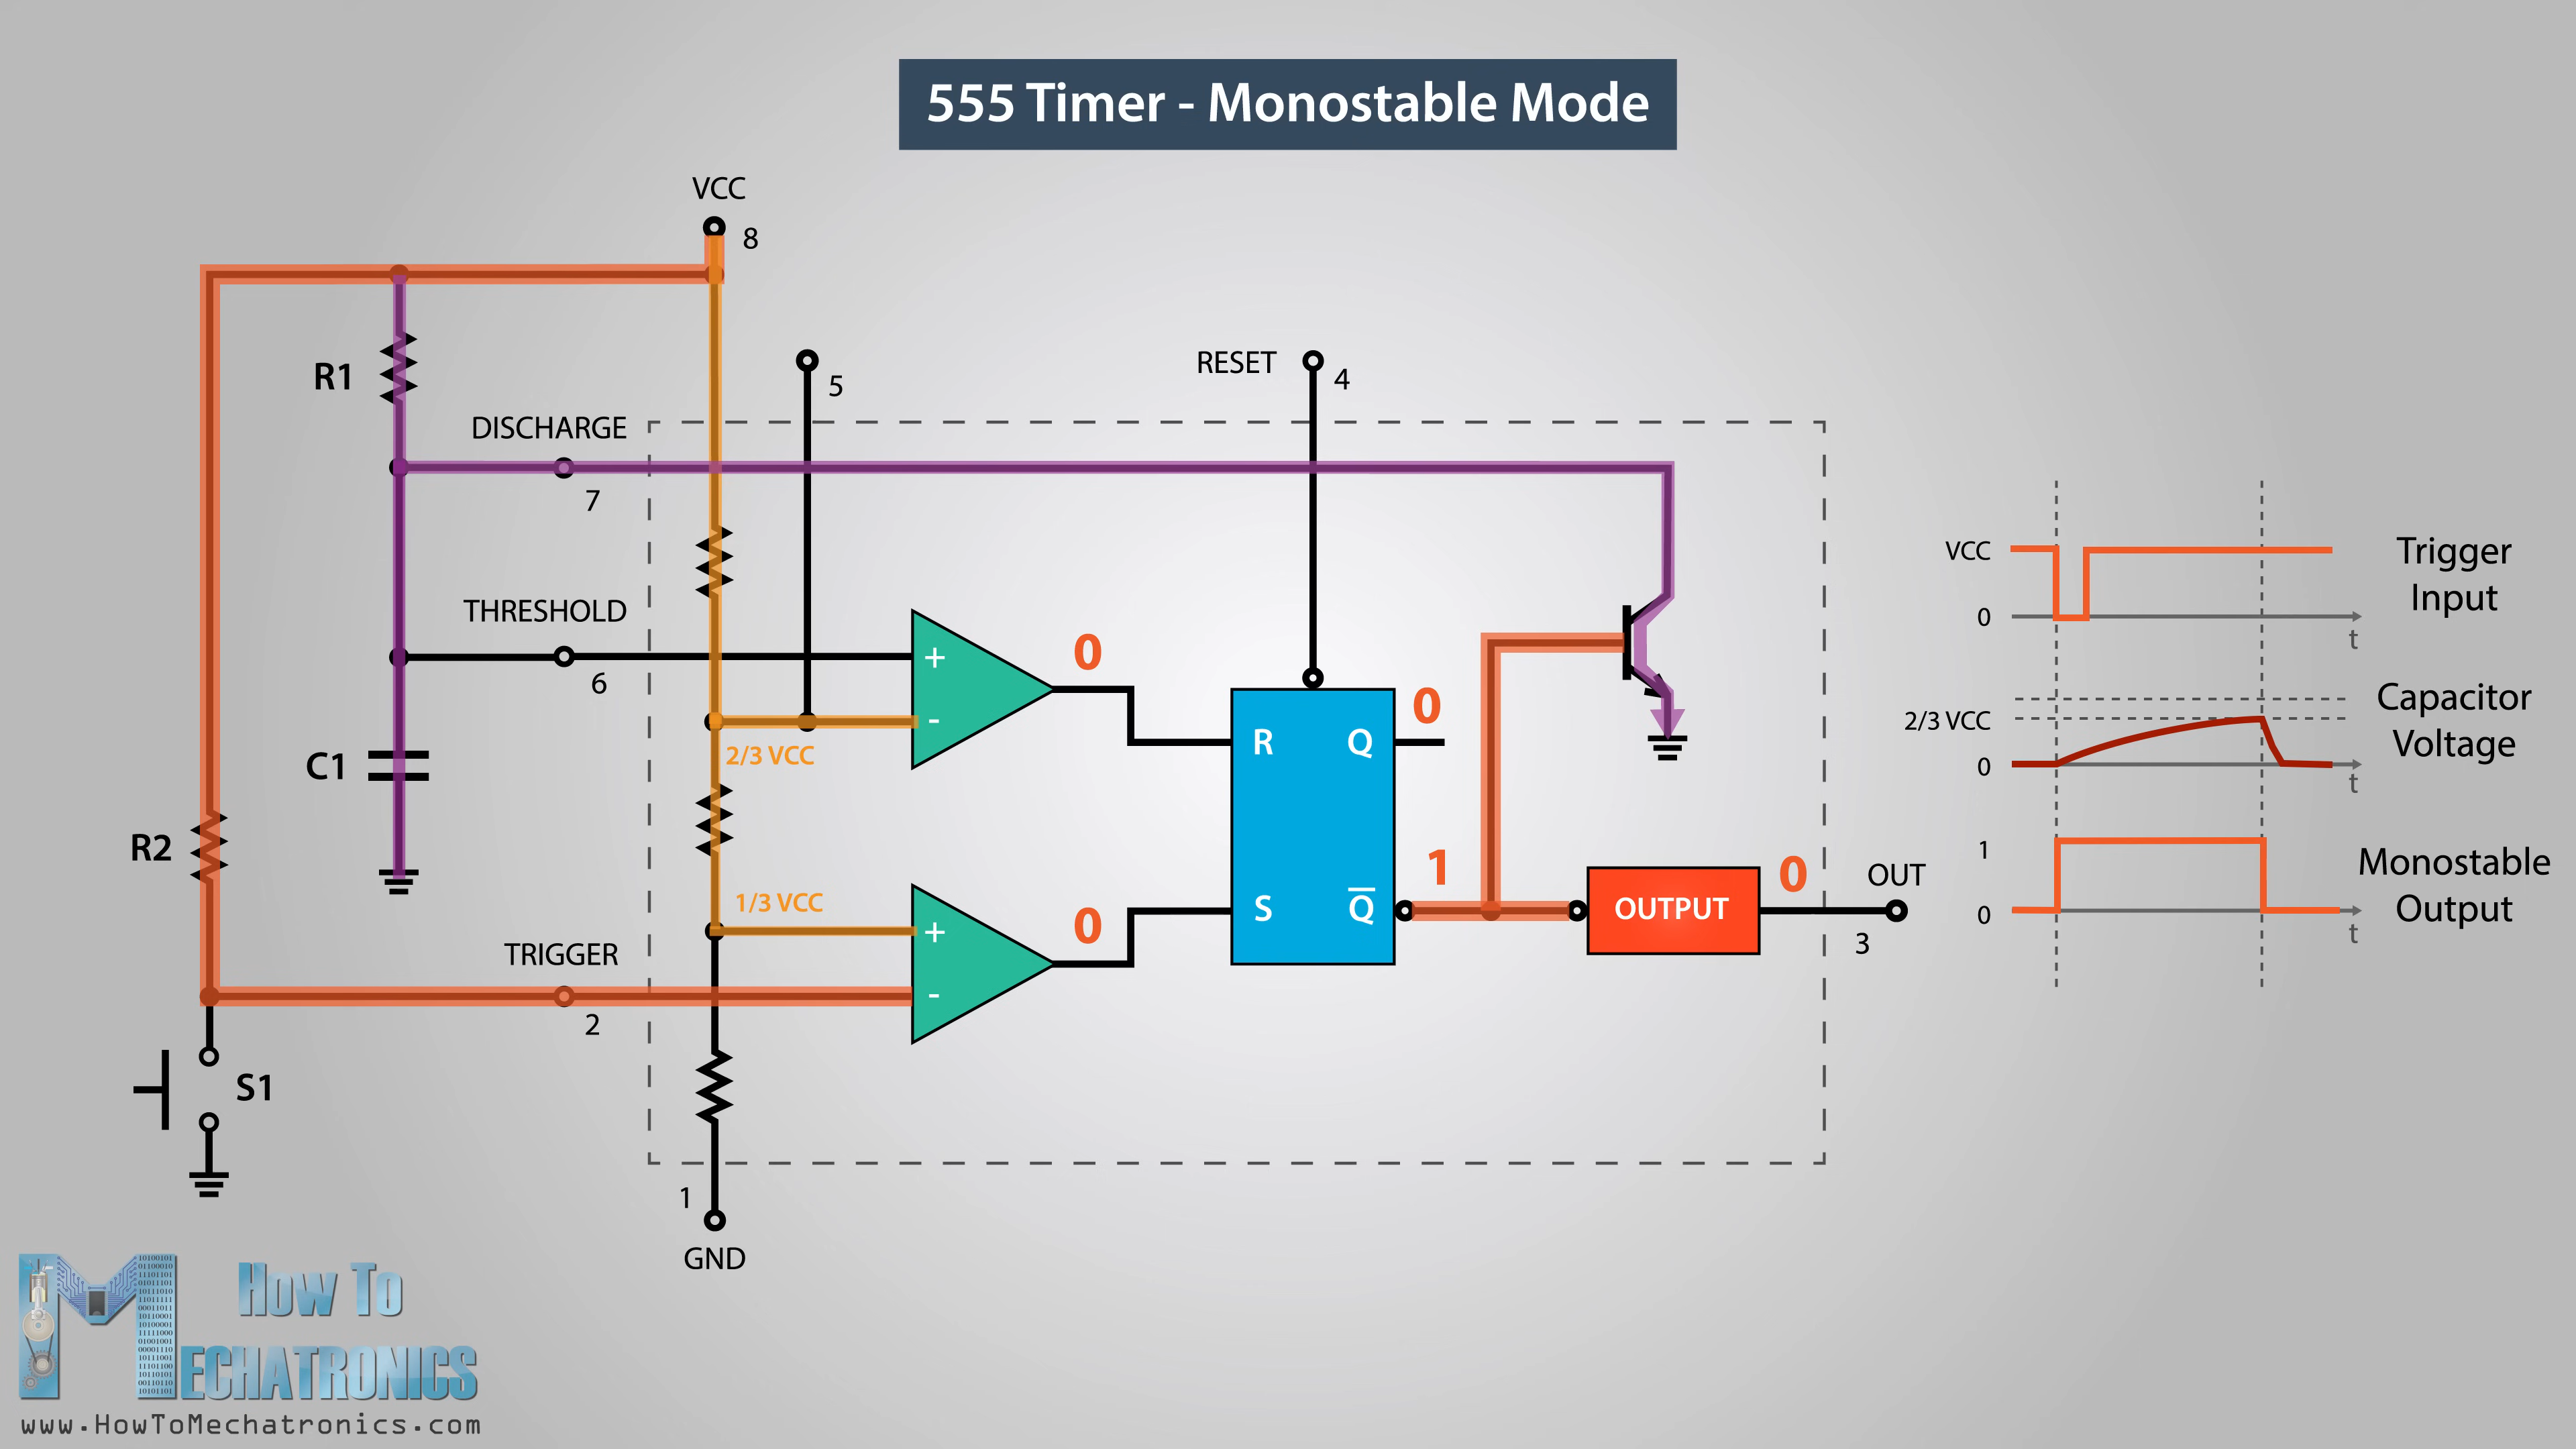 555 Timer - Monostable Mode
VCC
8
R1
5
RESET
4
DISCHARGE
7
THRESHOLD
6
+
-
0
2/3 VCC
C1
R
Q
0
R2
1/3 VCC
+
-
0
S
Q̅
1
OUTPUT
0
OUT
3
TRIGGER
2
S1
1
GND
VCC
0
t
Trigger
Input
2/3 VCC
0
t
Capacitor
Voltage
1
0
t
Monostable
Output
How To
MECHATRONICS
www.HowToMechatronics.com